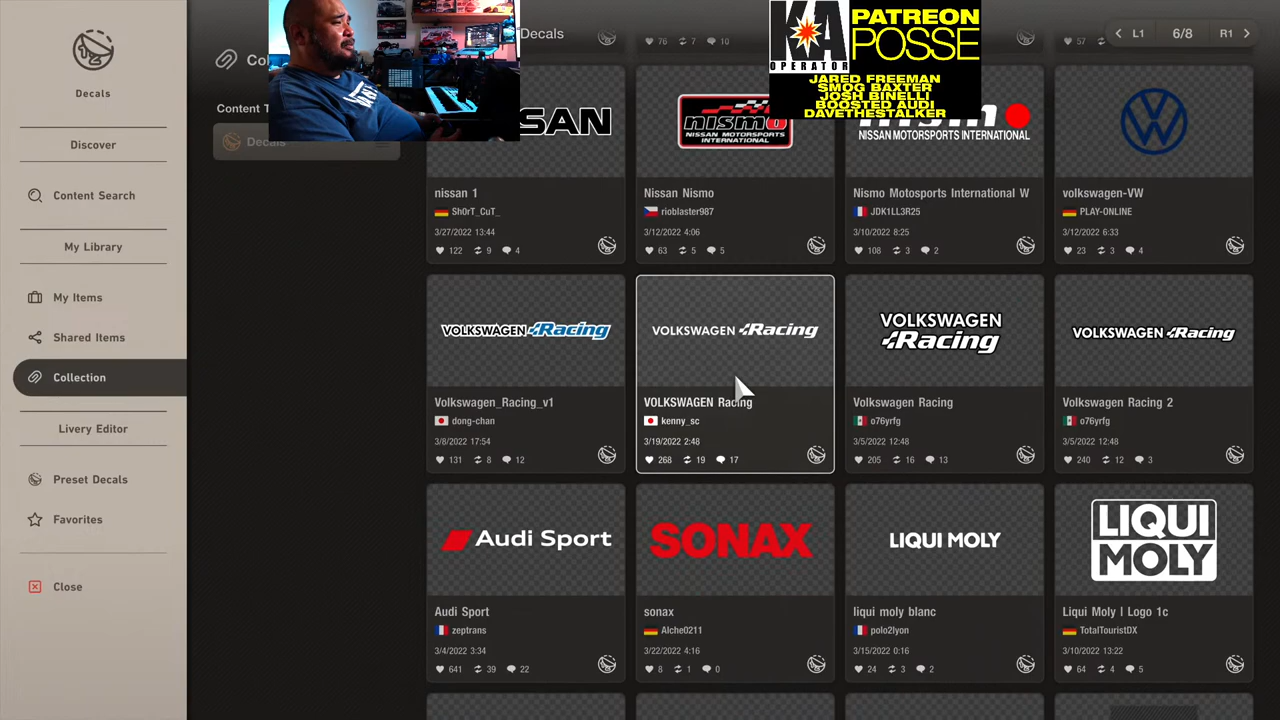 Decals
Discover
Content Search
My Library
My Items
Shared Items
Collection
Livery Editor
Preset Decals
Favorites
Close
Decals
Decals
KA
OPERATOR
PATREON
POSSE
JARED FREEMAN
SMOG BAXTER
JOSH BINELLI
BOOSTED AUDI
DAVETHESTALKER
L1 6/8 R1
76 7 10
57
nismo
NISSAN MOTORSPORTS
INTERNATIONAL
NISSAN MOTORSPORTS INTERNATIONAL
nissan 1
Sh0rT_CuT_
3/27/2022 13:44
122 9 4
Nissan Nismo
rioblaster987
3/12/2022 4:06
63 5 5
Nismo Motosports International W
JDK1LL3R25
3/10/2022 8:25
108 3 2
volkswagen-VW
PLAY-ONLINE
3/12/2022 6:33
23 3 4
VOLKSWAGEN Racing
Volkswagen_Racing_v1
dong-chan
3/8/2022 17:54
131 8 12
VOLKSWAGEN Racing
VOLKSWAGEN Racing
kenny_sc
3/19/2022 2:48
268 19 17
VOLKSWAGEN
Racing
Volkswagen Racing
o76yrfg
3/5/2022 12:48
205 16 13
VOLKSWAGEN Racing
Volkswagen Racing 2
o76yrfg
3/5/2022 12:48
240 12 3
Audi Sport
Audi Sport
zeptrans
3/4/2022 3:34
641 39 22
SONAX
sonax
Alche0211
3/22/2022 4:16
8 1 0
LIQUI MOLY
liqui moly blanc
polo2lyon
3/15/2022 0:16
24 3 2
LIQUI
MOLY
Liqui Moly | Logo 1c
TotalTouristDX
3/10/2022 13:22
64 4 5